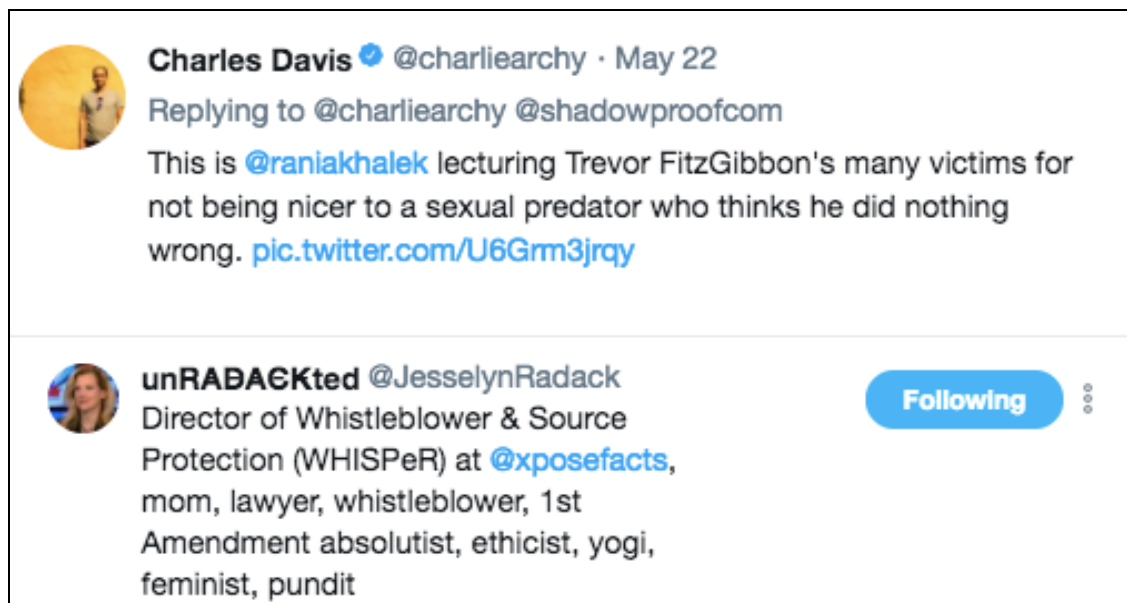 Charles Davis @charliearchy · May 22
Replying to @charliearchy @shadowproofcom
This is @raniakhalek lecturing Trevor FitzGibbon's many victims for
not being nicer to a sexual predator who thinks he did nothing
wrong. pic.twitter.com/U6Grm3jrqy
unRAĐACKted @JesselynRadack
Following
Director of Whistleblower & Source
Protection (WHISPeR) at @xposefacts,
mom, lawyer, whistleblower, 1st
Amendment absolutist, ethicist, yogi,
feminist, pundit